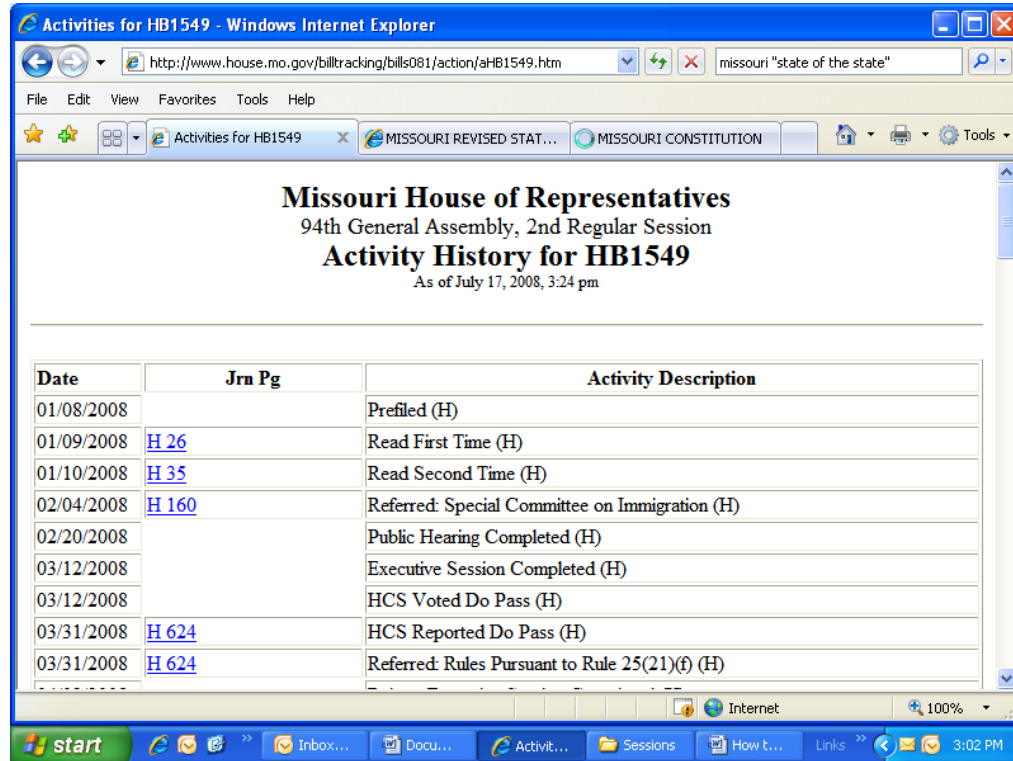 Activities for HB1549 - Windows Internet Explorer
http://www.house.mo.gov/billtracking/bills081/action/aHB1549.htm missouri "state of the state"
File Edit View Favorites Tools Help
Activities for HB1549 X MISSOURI REVISED STAT... MISSOURI CONSTITUTION Tools
Missouri House of Representatives
94th General Assembly, 2nd Regular Session
Activity History for HB1549
As of July 17, 2008, 3:24 pm
Date Jrn Pg Activity Description
01/08/2008 Prefiled (H)
01/09/2008 H 26 Read First Time (H)
01/10/2008 H 35 Read Second Time (H)
02/04/2008 H 160 Referred: Special Committee on Immigration (H)
02/20/2008 Public Hearing Completed (H)
03/12/2008 Executive Session Completed (H)
03/12/2008 HCS Voted Do Pass (H)
03/31/2008 H 624 HCS Reported Do Pass (H)
03/31/2008 H 624 Referred: Rules Pursuant to Rule 25(21)(f) (H)
Internet 100%
start » Inbox... Docu... Activit... Sessions How t... Links » 3:02 PM